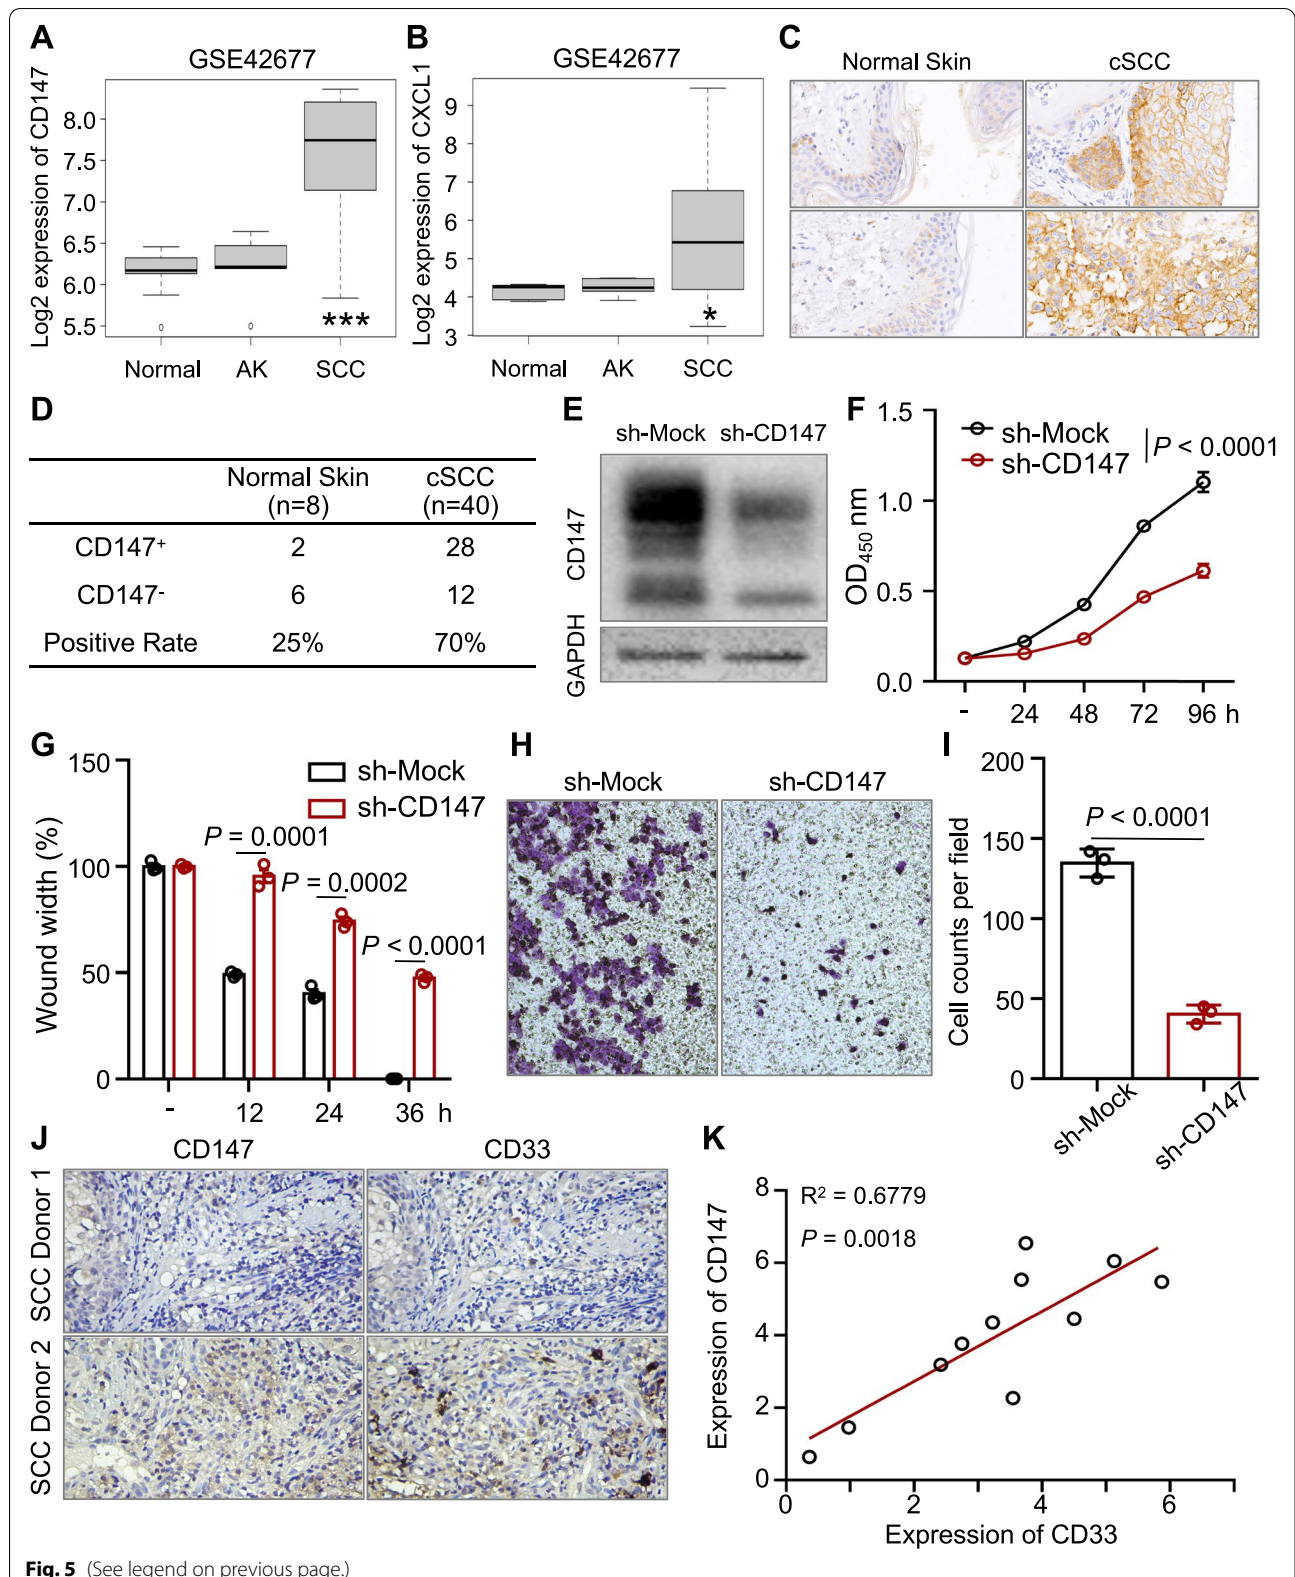 A
GSE42677
Log2 expression of CD147
8.0
7.5
7.0
6.5
6.0
5.5
***
Normal AK SCC
B
GSE42677
Log2 expression of CXCL1
9
8
7
6
5
4
3
*
Normal AK SCC
C
Normal Skin cSCC
D
Normal Skin (n=8) cSCC (n=40)
CD147+ 2 28
CD147- 6 12
Positive Rate 25% 70%
E
sh-Mock sh-CD147
CD147
GAPDH
F
OD450 nm
1.5
1.0
0.5
0.0
sh-Mock
sh-CD147
P < 0.0001
- 24 48 72 96 h
G
Wound width (%)
150
100
50
0
sh-Mock
sh-CD147
P = 0.0001
P = 0.0002
P < 0.0001
- 12 24 36 h
H
sh-Mock sh-CD147
I
Cell counts per field
200
150
100
50
0
P < 0.0001
sh-Mock sh-CD147
J
CD147 CD33
SCC Donor 1
SCC Donor 2
K
Expression of CD147
8
6
4
2
0
R² = 0.6779
P = 0.0018
0 2 4 6
Expression of CD33
Fig. 5 (See legend on previous page.)